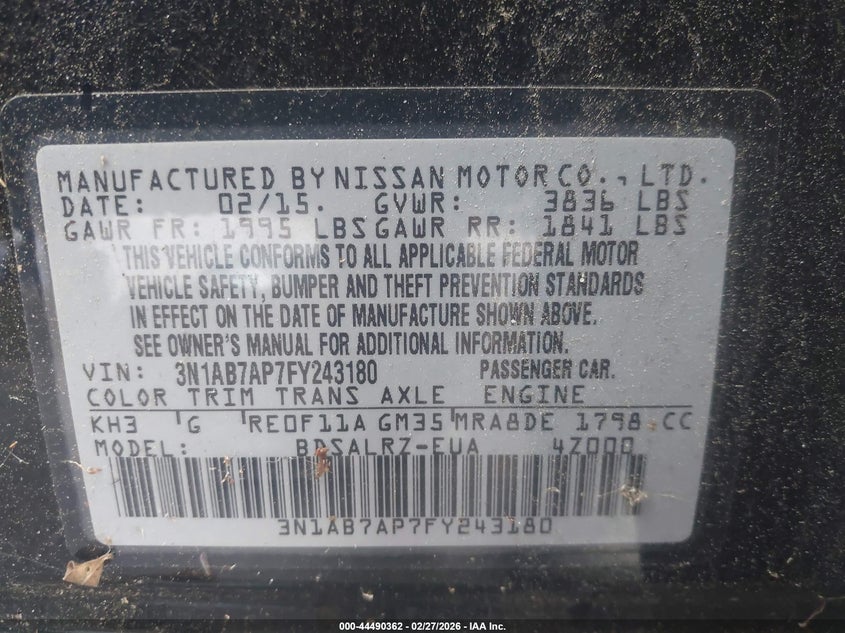 MANUFACTURED BY NISSAN MOTOR CO., LTD.
DATE: 02/15. GVWR: 3836 LBS
GAWR FR: 1995 LBS GAWR RR: 1841 LBS
THIS VEHICLE CONFORMS TO ALL APPLICABLE FEDERAL MOTOR
VEHICLE SAFETY, BUMPER AND THEFT PREVENTION STANDARDS
IN EFFECT ON THE DATE OF MANUFACTURE SHOWN ABOVE.
SEE OWNER'S MANUAL FOR ADDITIONAL INFORMATION.
VIN: 3N1AB7AP7FY243180 PASSENGER CAR.
COLOR TRIM TRANS AXLE ENGINE
KH3 G RE0F11A GM35 MRA8DE 1798 CC
MODEL: BDSALRZ-EUA 4Z000
3N1AB7AP7FY243180
000-44490362 - 02/27/2026 - IAA Inc.